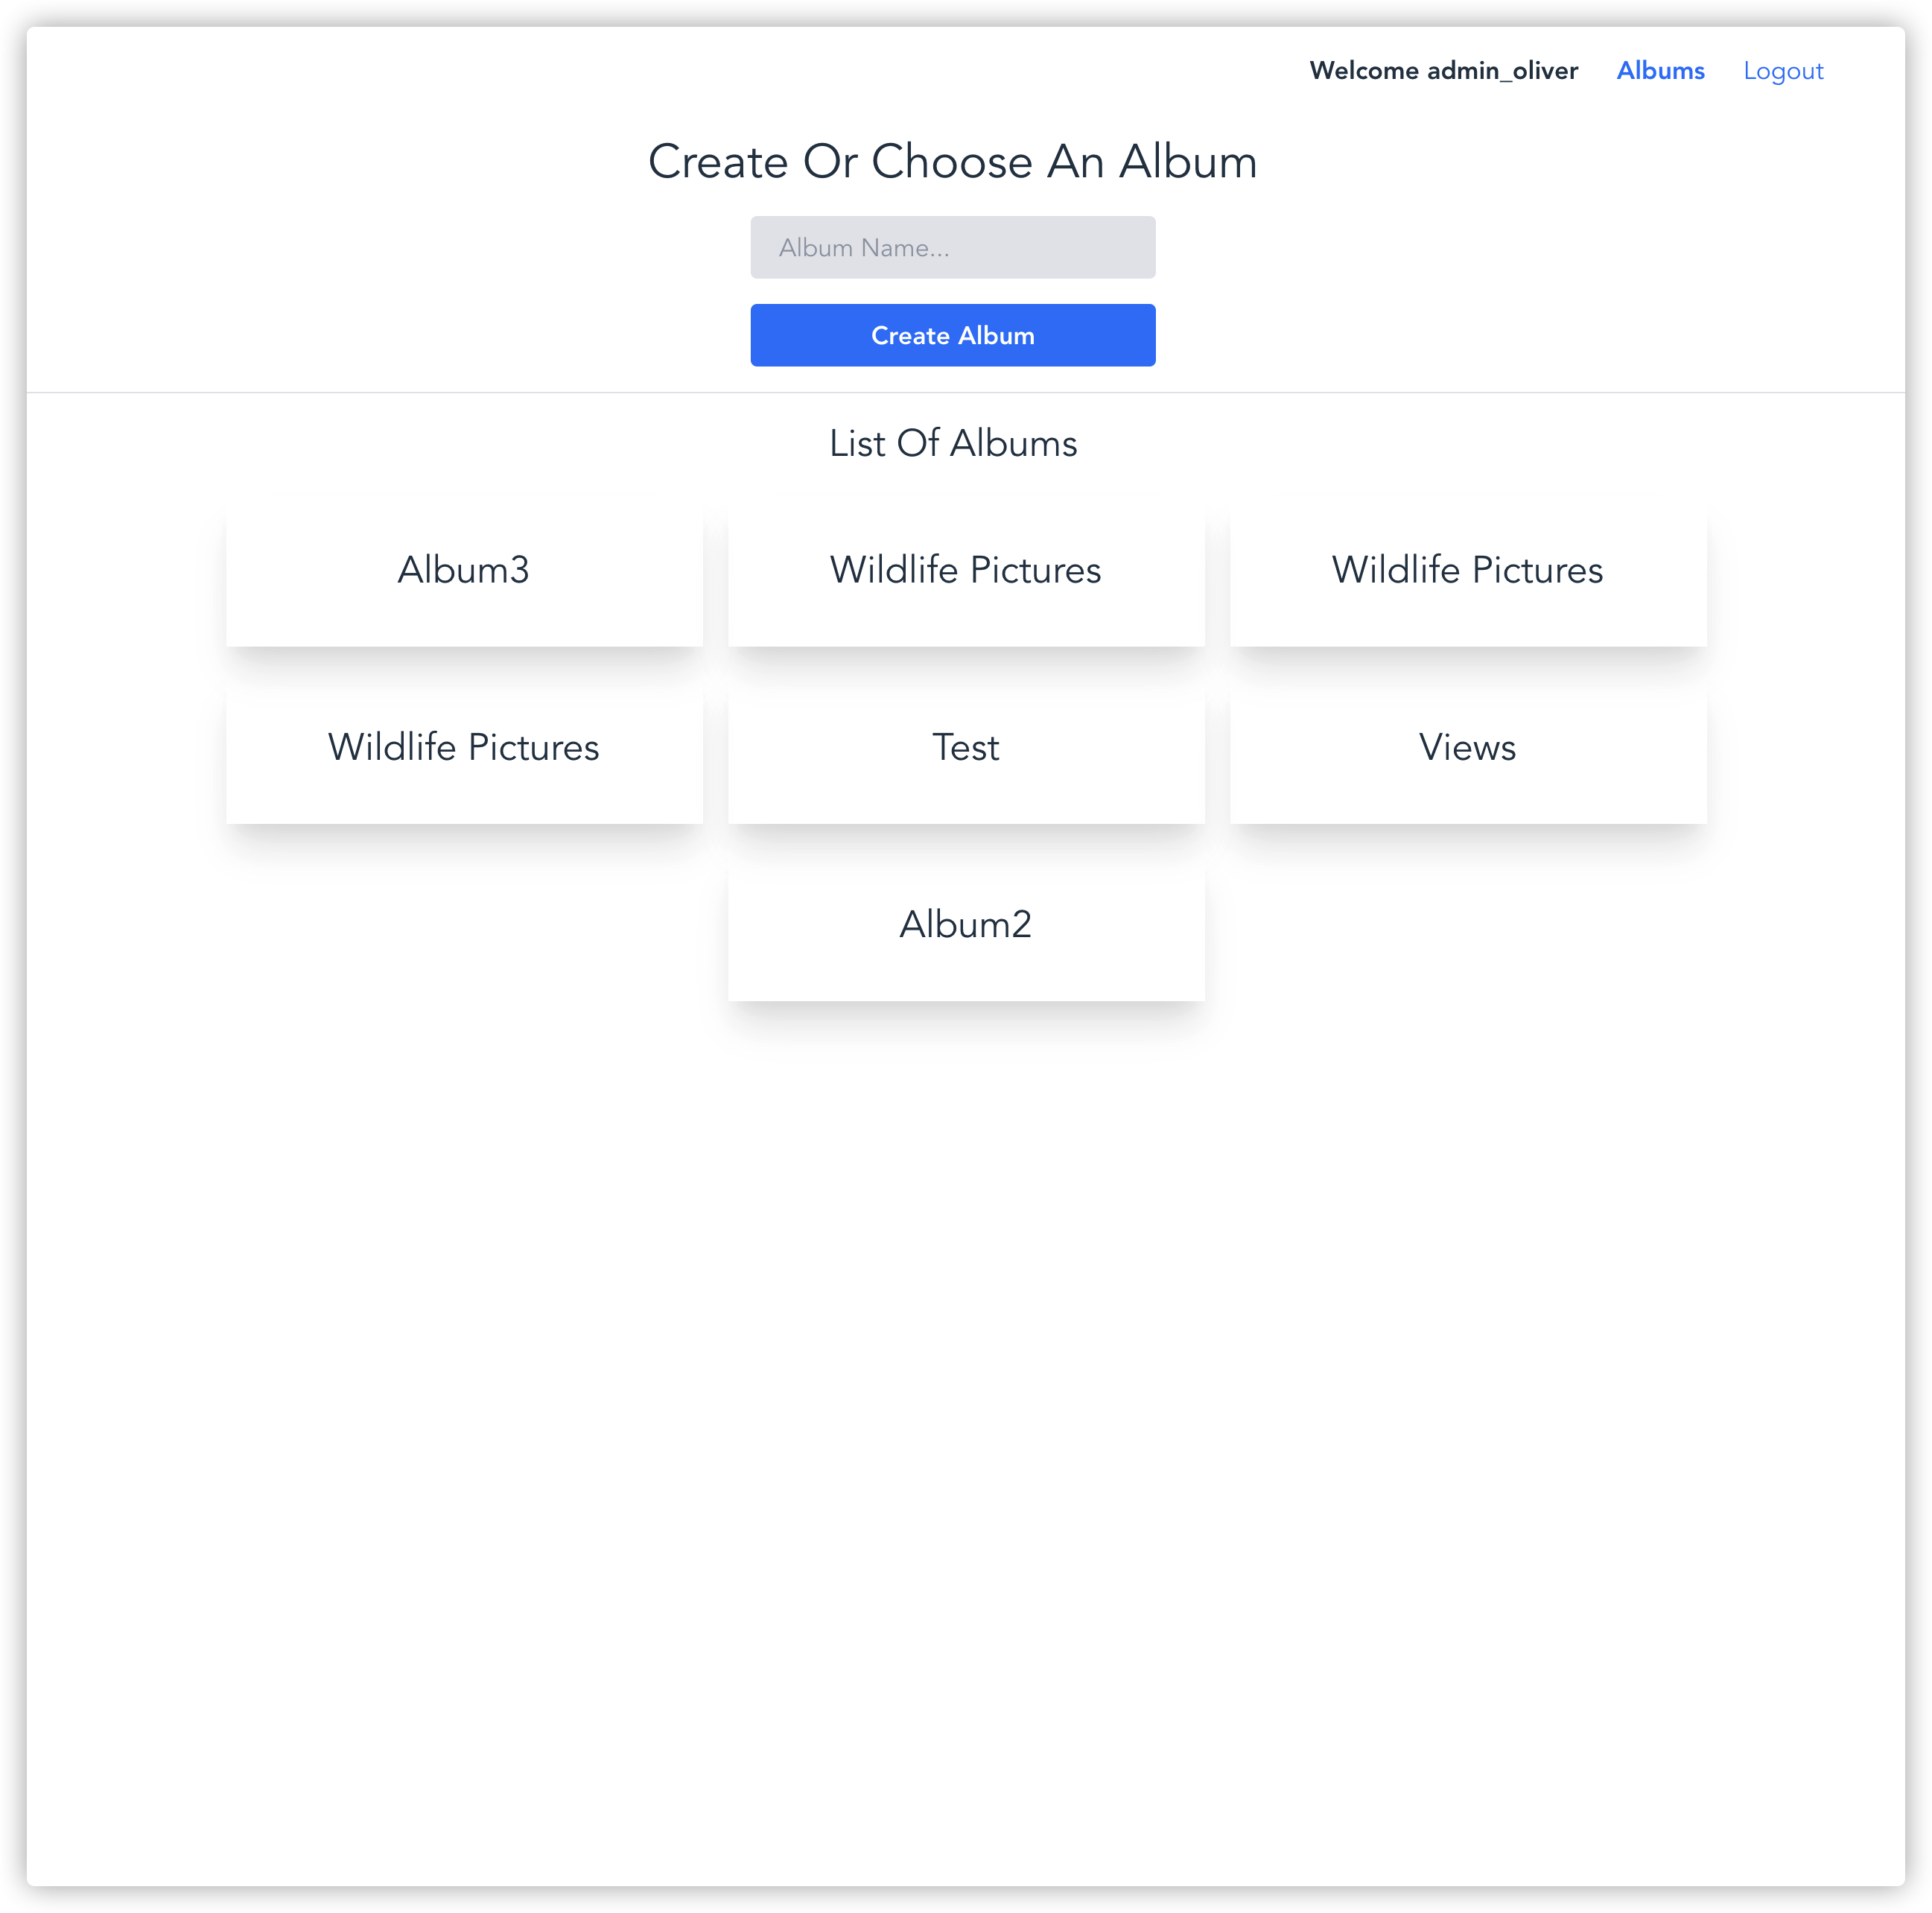 Welcome admin_oliver Albums Logout
Create Or Choose An Album
Album Name...
Create Album
List Of Albums
Album3 Wildlife Pictures Wildlife Pictures
Wildlife Pictures Test Views
Album2